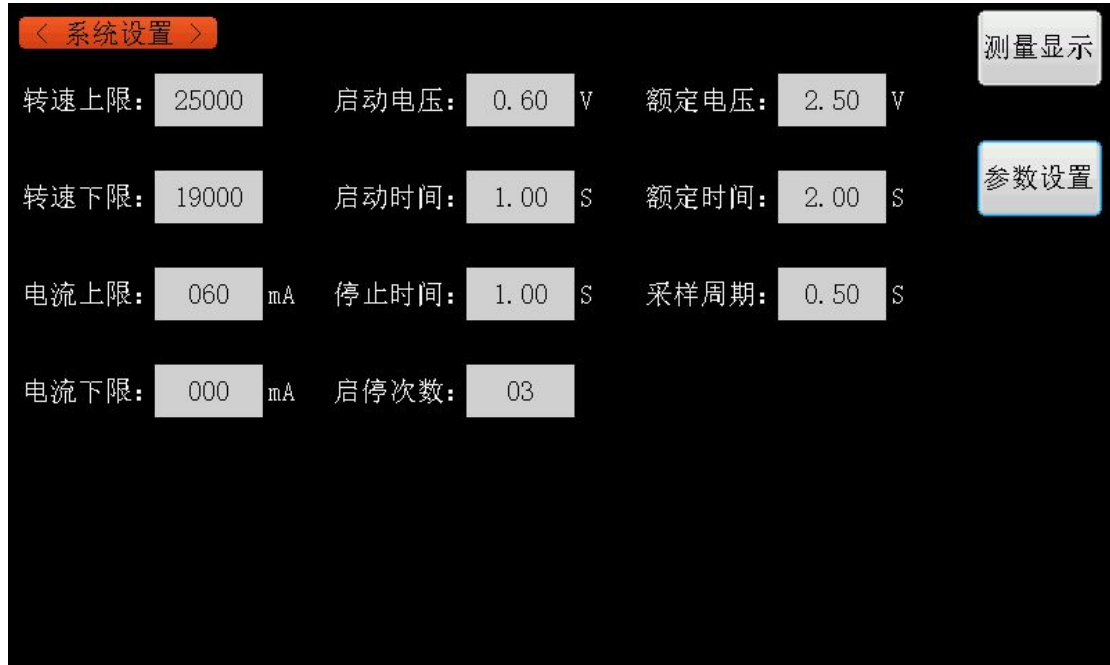 < 系统设置 >
测量显示
转速上限： 25000 启动电压： 0.60 V 额定电压： 2.50 V
参数设置
转速下限： 19000 启动时间： 1.00 S 额定时间： 2.00 S
电流上限： 060 mA 停止时间： 1.00 S 采样周期： 0.50 S
电流下限： 000 mA 启停次数： 03